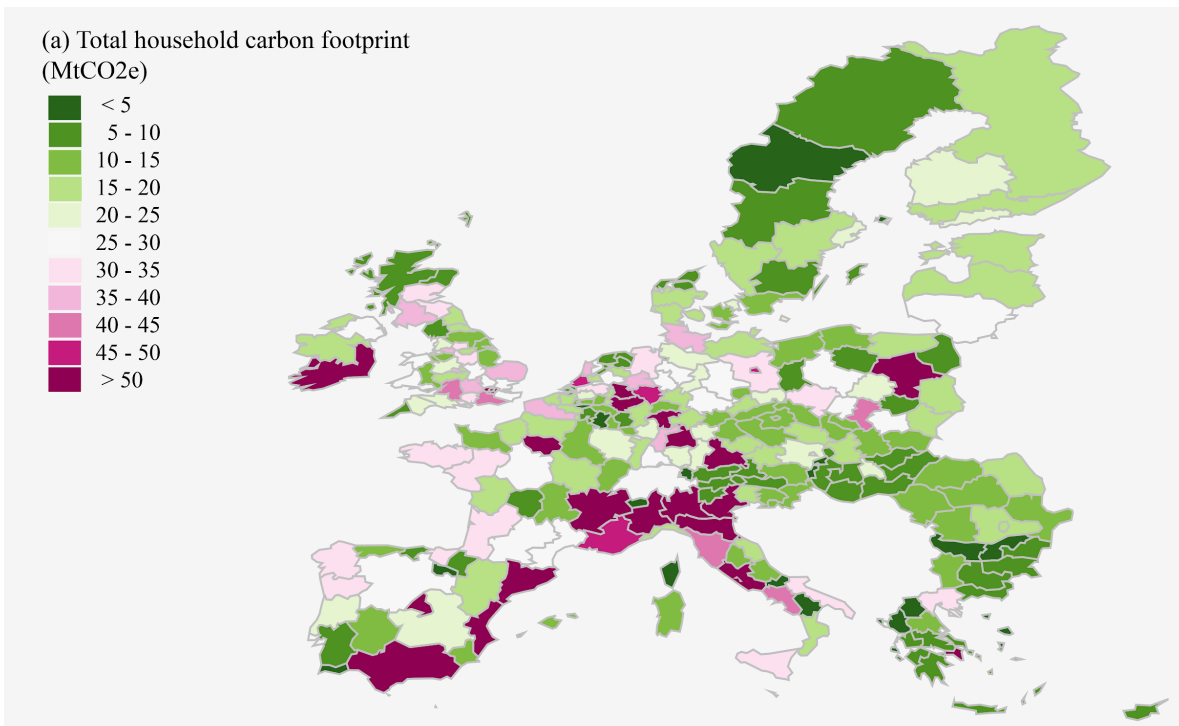 (a) Total household carbon footprint
(MtCO2e)
< 5
5 - 10
10 - 15
15 - 20
20 - 25
25 - 30
30 - 35
35 - 40
40 - 45
45 - 50
> 50